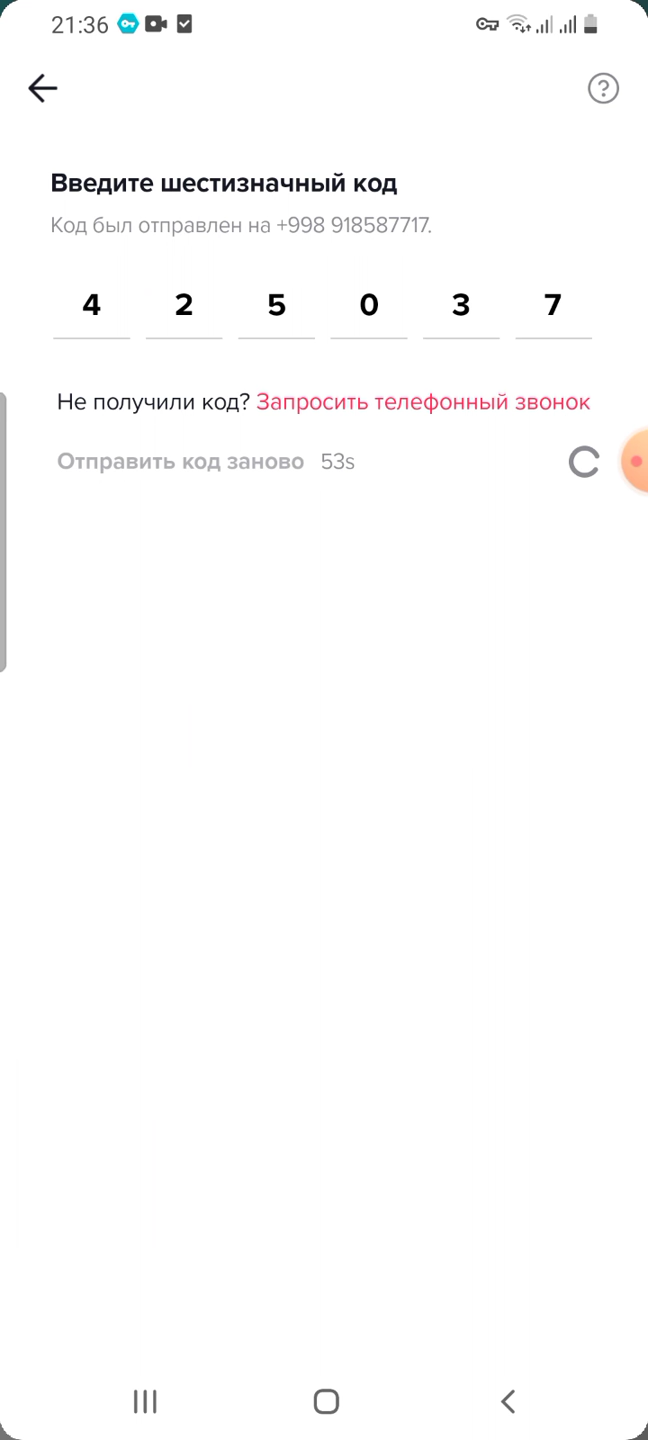 21:36
Введите шестизначный код
Код был отправлен на +998 918587717.
4 2 5 0 3 7
Не получили код? Запросить телефонный звонок
Отправить код заново 53s